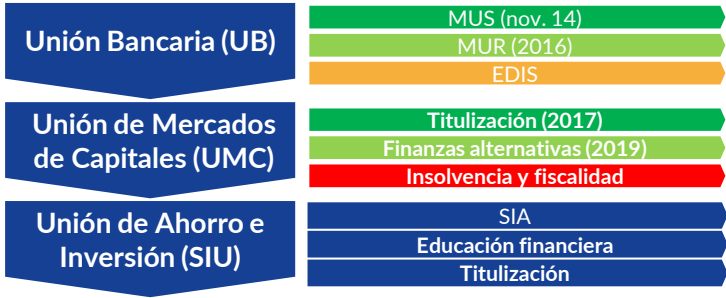 Unión Bancaria (UB)
MUS (nov. 14)
MUR (2016)
EDIS
Unión de Mercados
de Capitales (UMC)
Titulización (2017)
Finanzas alternativas (2019)
Insolvencia y fiscalidad
Unión de Ahorro e
Inversión (SIU)
SIA
Educación financiera
Titulización